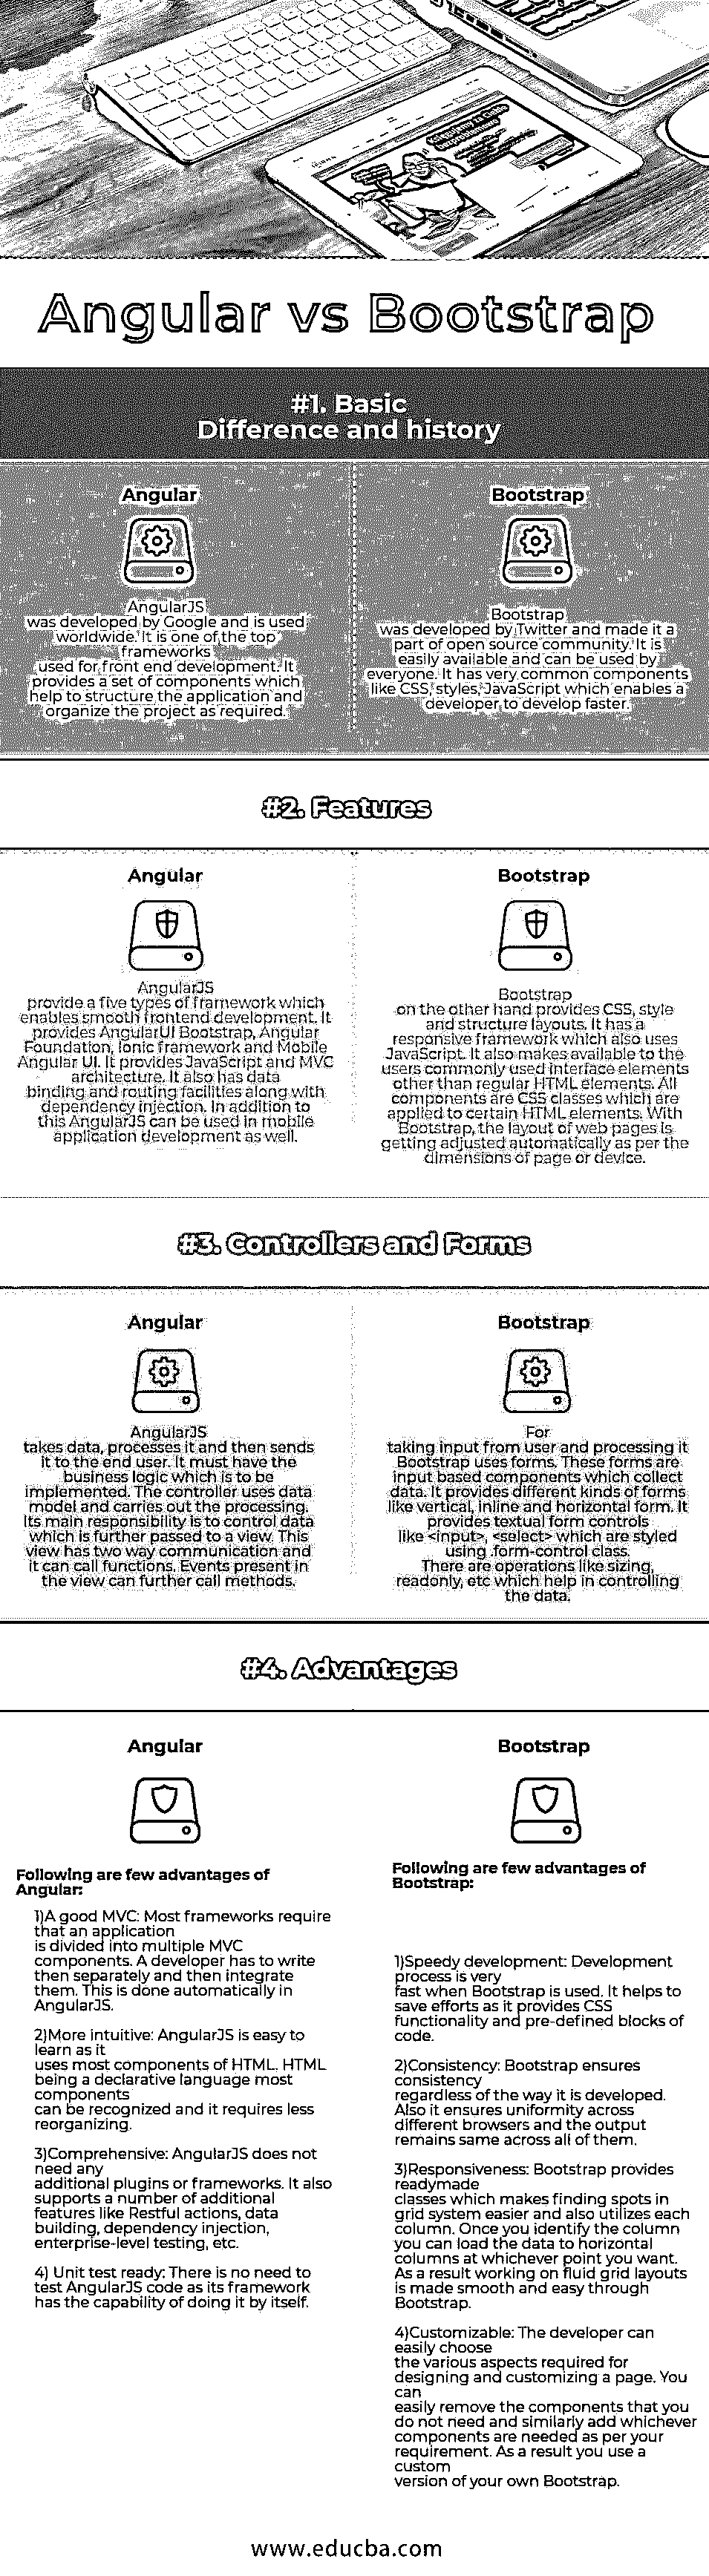 Angular vs Bootstrap
#1. Basic
Difference and history
Angular
AngularJS
was developed by Google and is used
worldwide. It is one of the top
frameworks
used for front end development. It
provides a set of components which
help to structure the application and
organize the project as required.
Bootstrap
Bootstrap
was developed by Twitter and made it a
part of open source community. It is
easily available and can be used by
everyone. It has very common components
like CSS, styles, JavaScript which enables a
developer to develop faster.
#2. Features
Angular
AngularJS
provide a five types of framework which
enables smooth frontend development. It
provides AngularUI Bootstrap, Angular
Foundation, Ionic framework and Mobile
Angular UI. It provides JavaScript and MVC
architecture. It also has data
binding and routing facilities along with
dependency injection. In addition to
this AngularJS can be used in mobile
application development as well.
Bootstrap
Bootstrap
on the other hand provides CSS, style
and structure layouts. It has a
responsive framework which also uses
JavaScript. It also makes available to the
users commonly used interface elements
other than regular HTML elements. All
components are CSS classes which are
applied to certain HTML elements. With
Bootstrap, the layout of web pages is
getting adjusted automatically as per the
dimensions of page or device.
#3. Controllers and Forms
Angular
AngularJS
takes data, processes it and then sends
it to the end user. It must have the
business logic which is to be
implemented. The controller uses data
model and carries out the processing.
Its main responsibility is to control data
which is further passed to a view. This
view has two way communication and
it can call functions. Events present in
the view can further call methods.
Bootstrap
For
taking input from user and processing it
Bootstrap uses forms. These forms are
input based components which collect
data. It provides different kinds of forms
like vertical, inline and horizontal form. It
provides textual form controls
like <input>, <select> which are styled
using .form-control class.
There are operations like sizing,
readonly, etc which help in controlling
the data.
#4. Advantages
Angular
Following are few advantages of
Angular:
1)A good MVC: Most frameworks require
that an application
is divided into multiple MVC
components. A developer has to write
then separately and then integrate
them. This is done automatically in
AngularJS.
2)More intuitive: AngularJS is easy to
learn as it
uses most components of HTML. HTML
being a declarative language most
components
can be recognized and it requires less
reorganizing.
3)Comprehensive: AngularJS does not
need any
additional plugins or frameworks. It also
supports a number of additional
features like Restful actions, data
building, dependency injection,
enterprise-level testing, etc.
4) Unit test ready: There is no need to
test AngularJS code as its framework
has the capability of doing it by itself.
Bootstrap
Following are few advantages of
Bootstrap:
1)Speedy development: Development
process is very
fast when Bootstrap is used. It helps to
save efforts as it provides CSS
functionality and pre-defined blocks of
code.
2)Consistency: Bootstrap ensures
consistency
regardless of the way it is developed.
Also it ensures uniformity across
different browsers and the output
remains same across all of them.
3)Responsiveness: Bootstrap provides
readymade
classes which makes finding spots in
grid system easier and also utilizes each
column. Once you identify the column
you can load the data to horizontal
columns at whichever point you want.
As a result working on fluid grid layouts
is made smooth and easy through
Bootstrap.
4)Customizable: The developer can
easily choose
the various aspects required for
designing and customizing a page. You
can
easily remove the components that you
do not need and similarly add whichever
components are needed as per your
requirement. As a result you use a
custom
version of your own Bootstrap.
www.educba.com